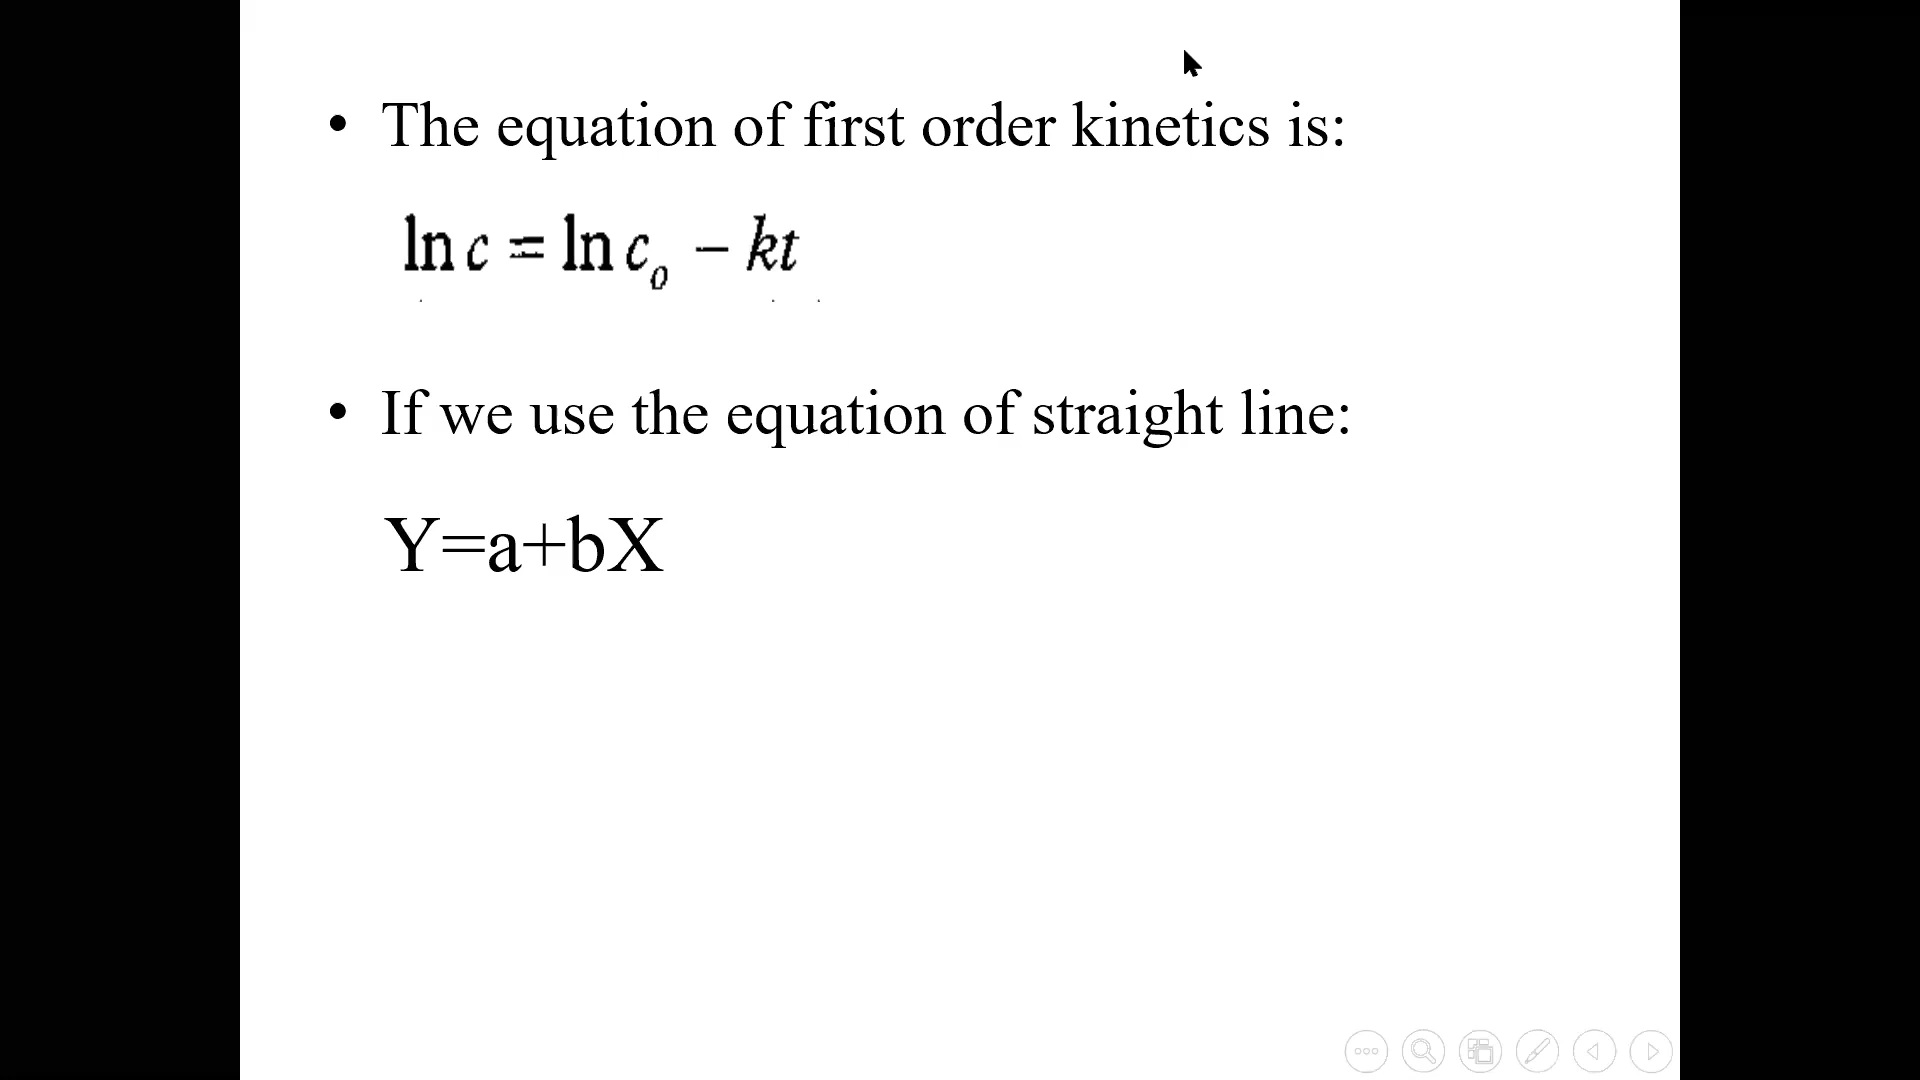 • The equation of first order kinetics is:
ln c = ln c₀ − kt
• If we use the equation of straight line:
Y=a+bX